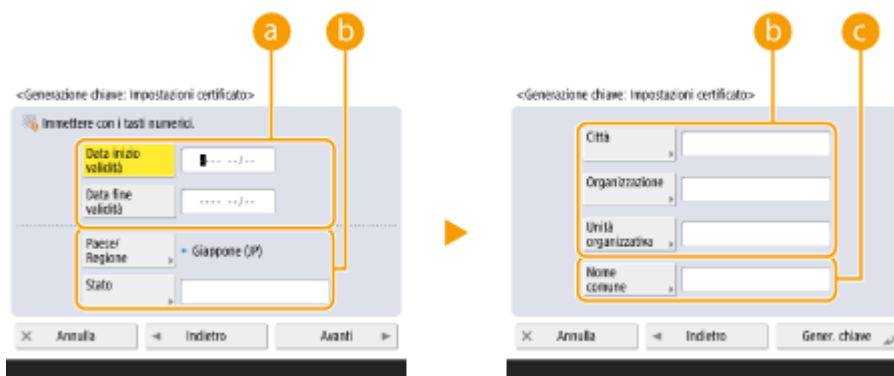 a
b
<Generazione chiave: Impostazioni certificato>
Immettere con i tasti numerici.
Data inizio
validità
---- --/--
Data fine
validità
---- --/--
Paese/
Regione
Giappone (JP)
Stato
Annulla
Indietro
Avanti
b
c
<Generazione chiave: Impostazioni certificato>
Città
Organizzazione
Unità
organizzativa
Nome
comune
Annulla
Indietro
Gener. chiave